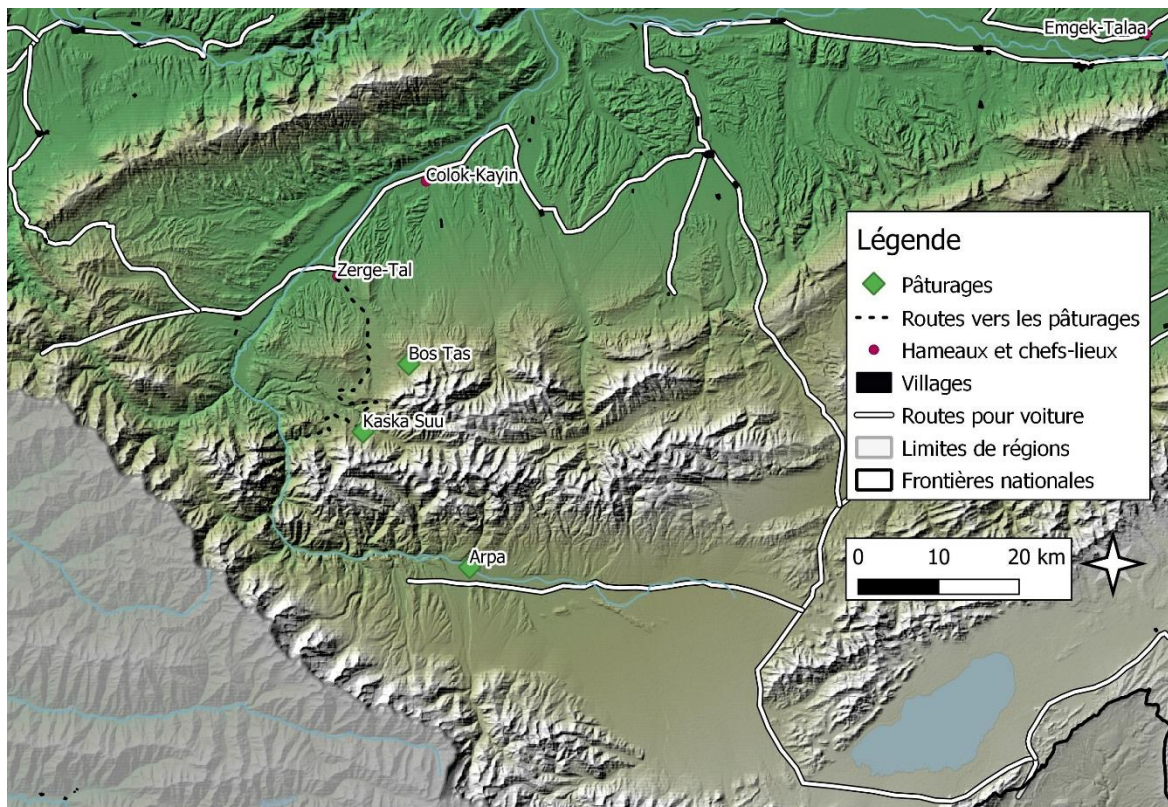 Emgek-Talaa
Colok-Kayin
Zerge-Tal
Bos Tas
Kaska Suu
Arpa
Légende
Pâturages
Routes vers les pâturages
Hameaux et chefs-lieux
Villages
Routes pour voiture
Limites de régions
Frontières nationales
0 10 20 km